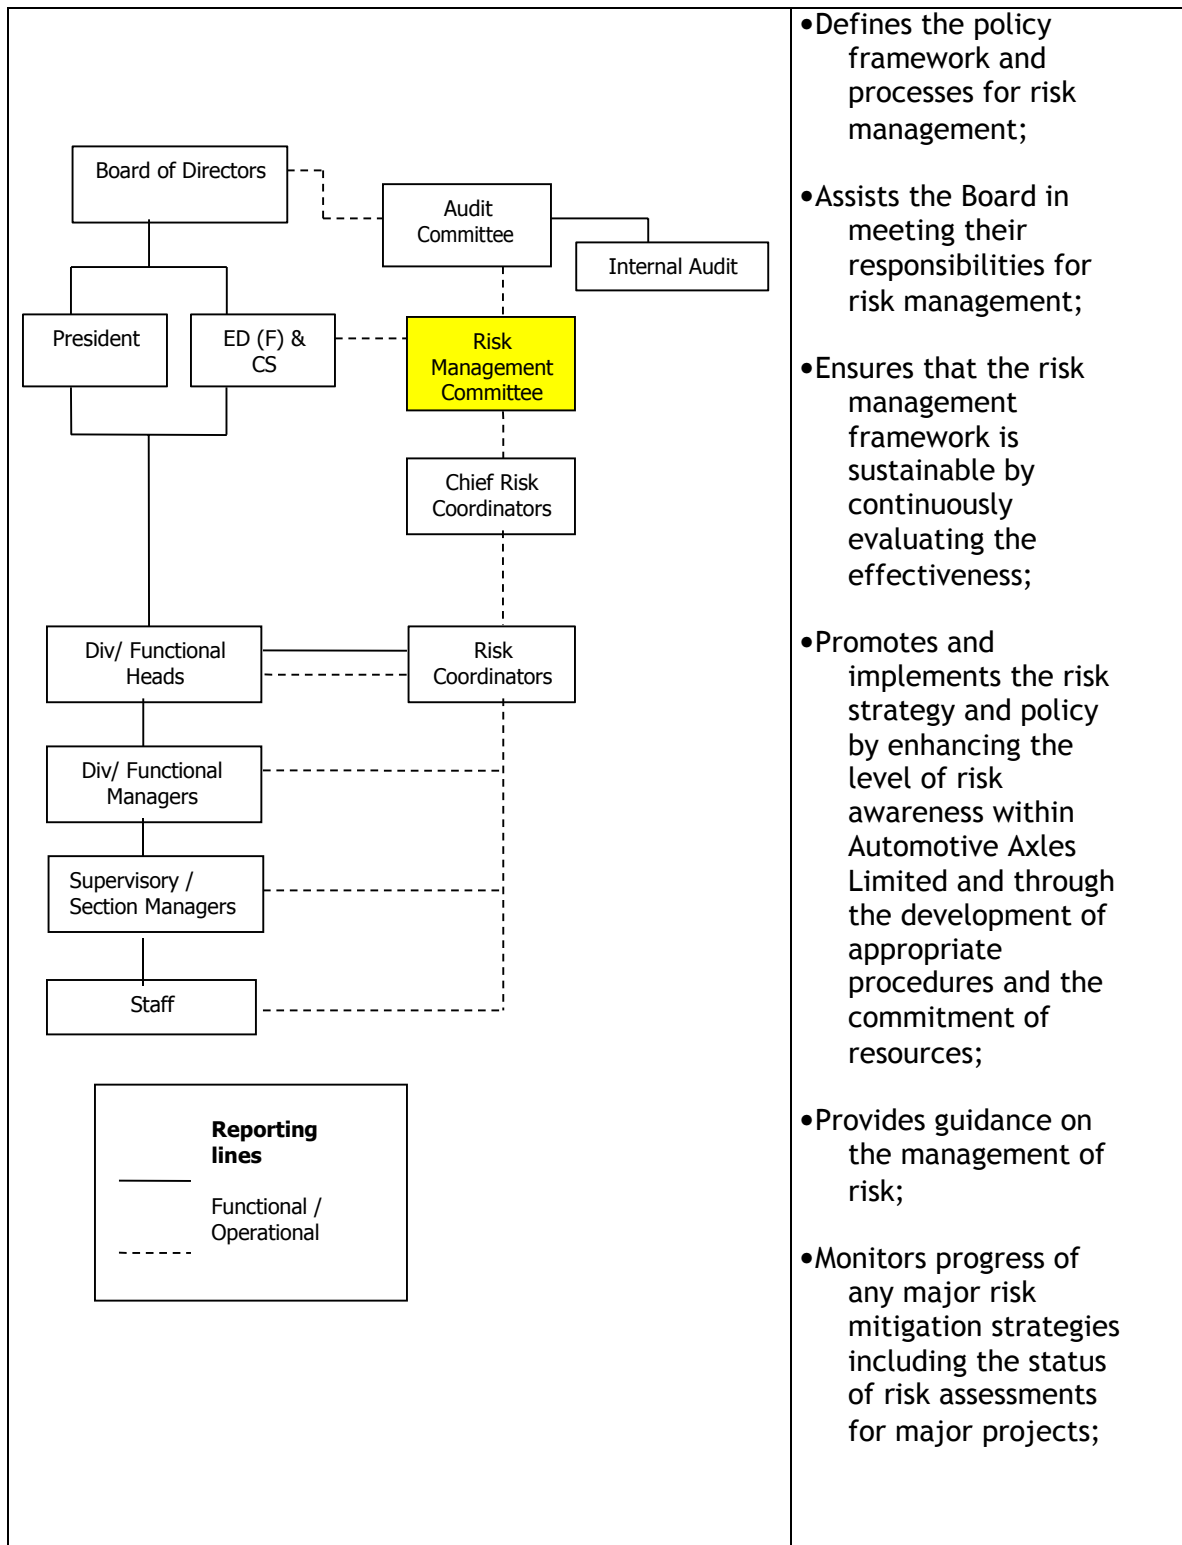 Board of Directors
Audit
Committee
Internal Audit
President
ED (F) &
CS
Risk
Management
Committee
Chief Risk
Coordinators
Div/ Functional
Heads
Risk
Coordinators
Div/ Functional
Managers
Supervisory /
Section Managers
Staff
Reporting
lines
Functional /
Operational
•Defines the policy
framework and
processes for risk
management;
•Assists the Board in
meeting their
responsibilities for
risk management;
•Ensures that the risk
management
framework is
sustainable by
continuously
evaluating the
effectiveness;
•Promotes and
implements the risk
strategy and policy
by enhancing the
level of risk
awareness within
Automotive Axles
Limited and through
the development of
appropriate
procedures and the
commitment of
resources;
•Provides guidance on
the management of
risk;
•Monitors progress of
any major risk
mitigation strategies
including the status
of risk assessments
for major projects;